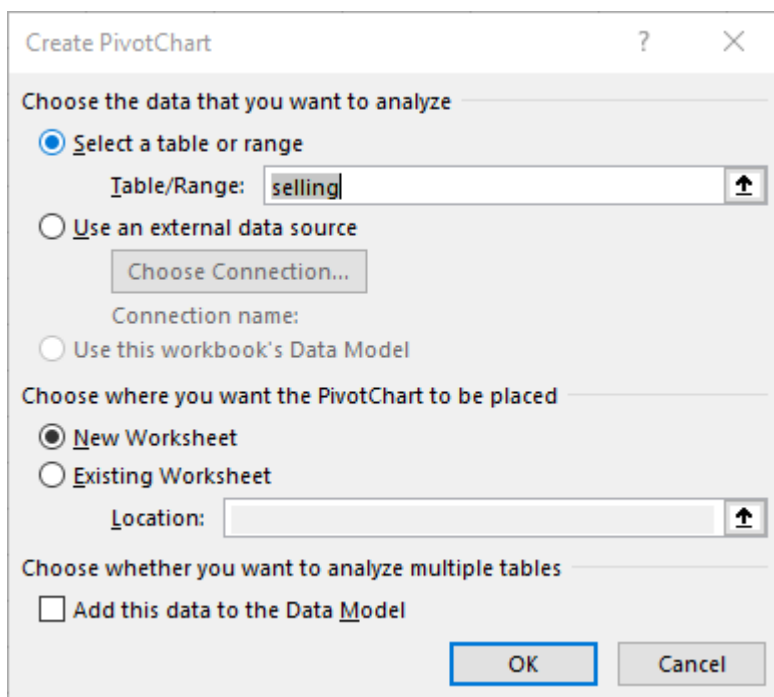 Create PivotChart ?
Choose the data that you want to analyze
Select a table or range
Table/Range: selling
Use an external data source
Choose Connection...
Connection name:
Use this workbook's Data Model
Choose where you want the PivotChart to be placed
New Worksheet
Existing Worksheet
Location:
Choose whether you want to analyze multiple tables
Add this data to the Data Model
OK Cancel